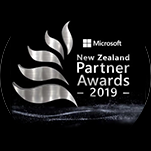 Microsoft
New Zealand
Partner
Awards
- 2019 -